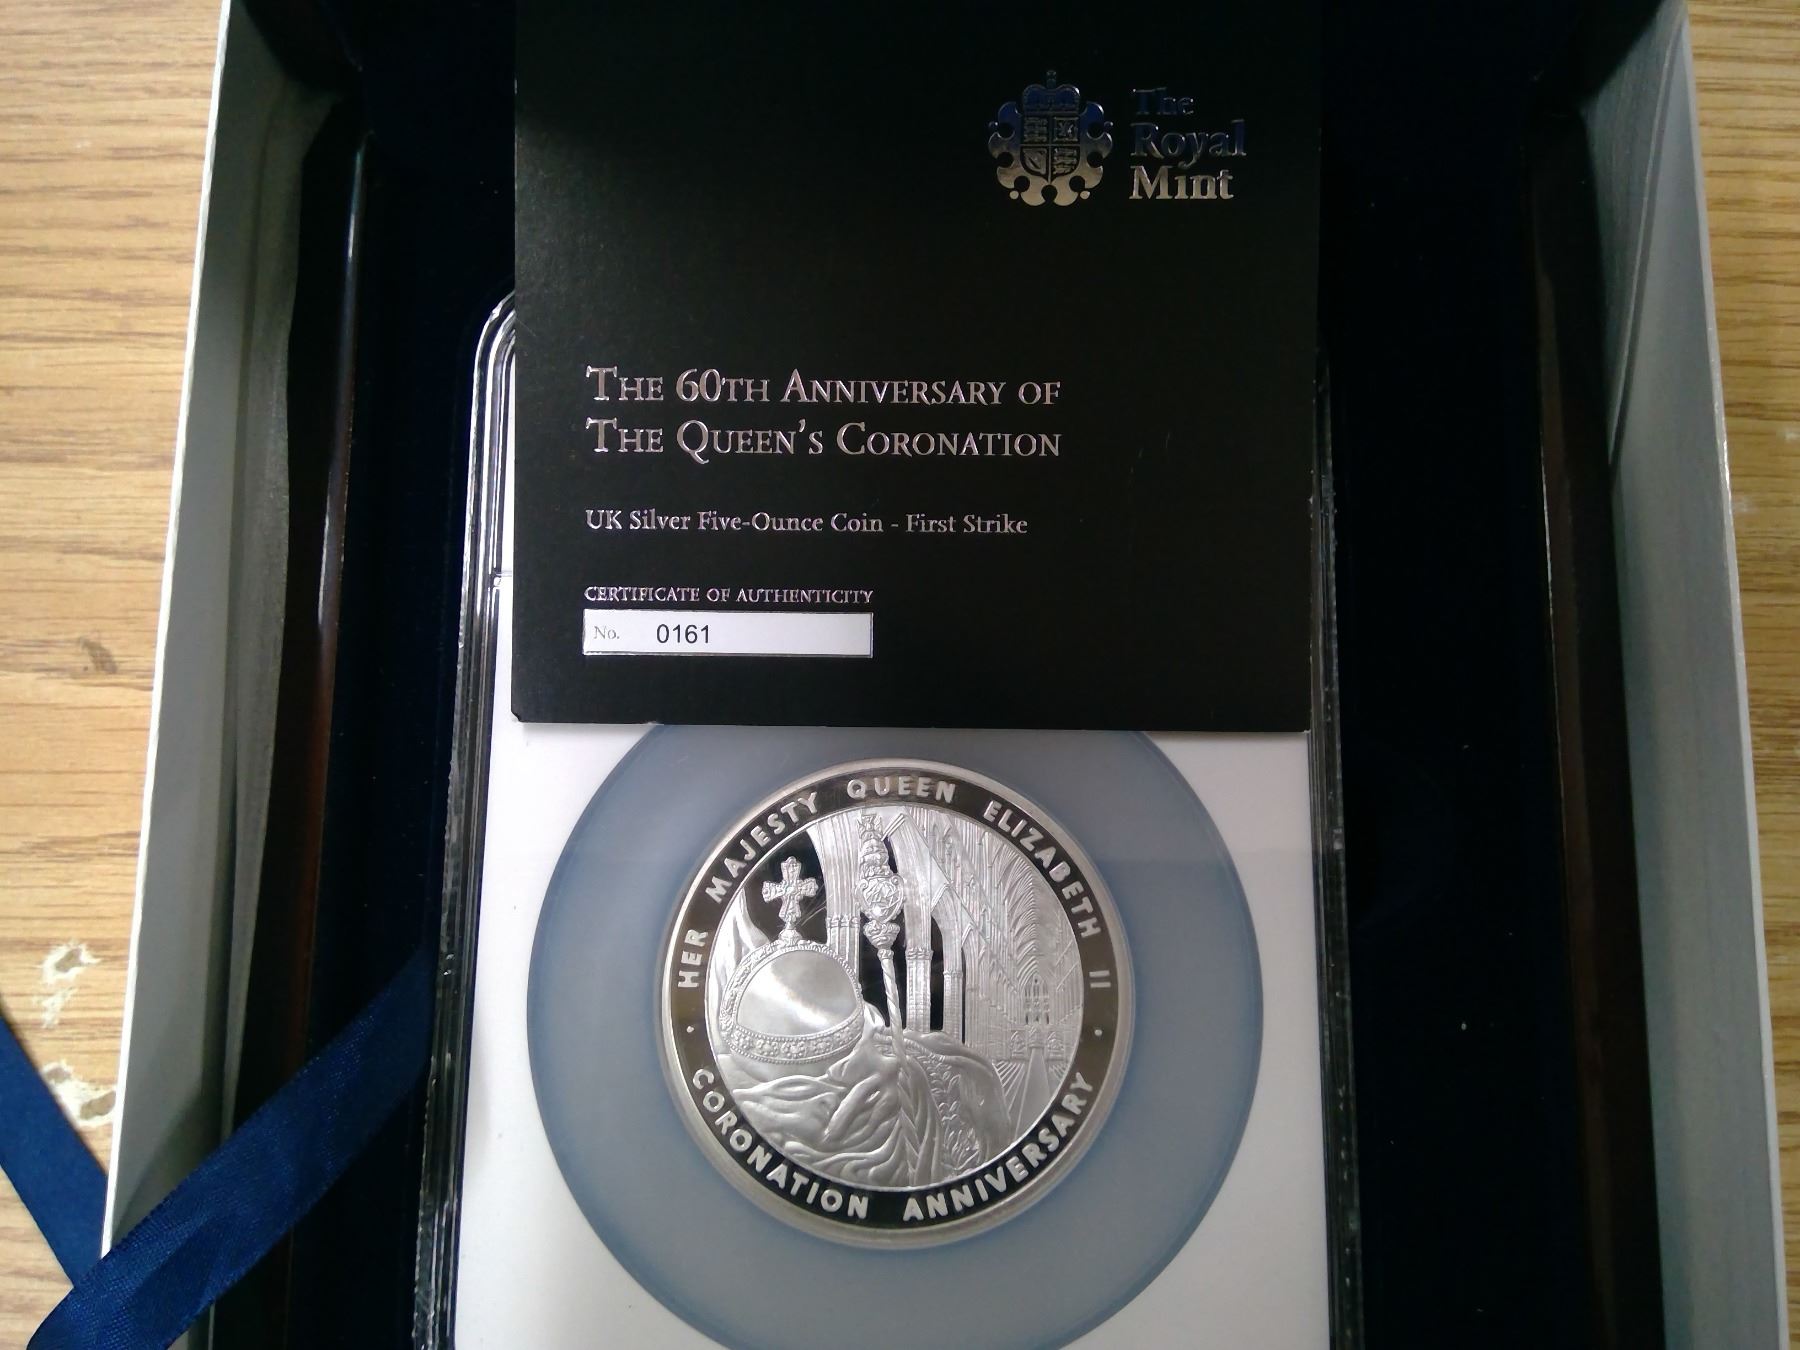 The
Royal
Mint
THE 60TH ANNIVERSARY OF
THE QUEEN'S CORONATION
UK Silver Five-Ounce Coin - First Strike
CERTIFICATE OF AUTHENTICITY
No. 0161
HER MAJESTY QUEEN ELIZABETH II
· CORONATION ANNIVERSARY ·